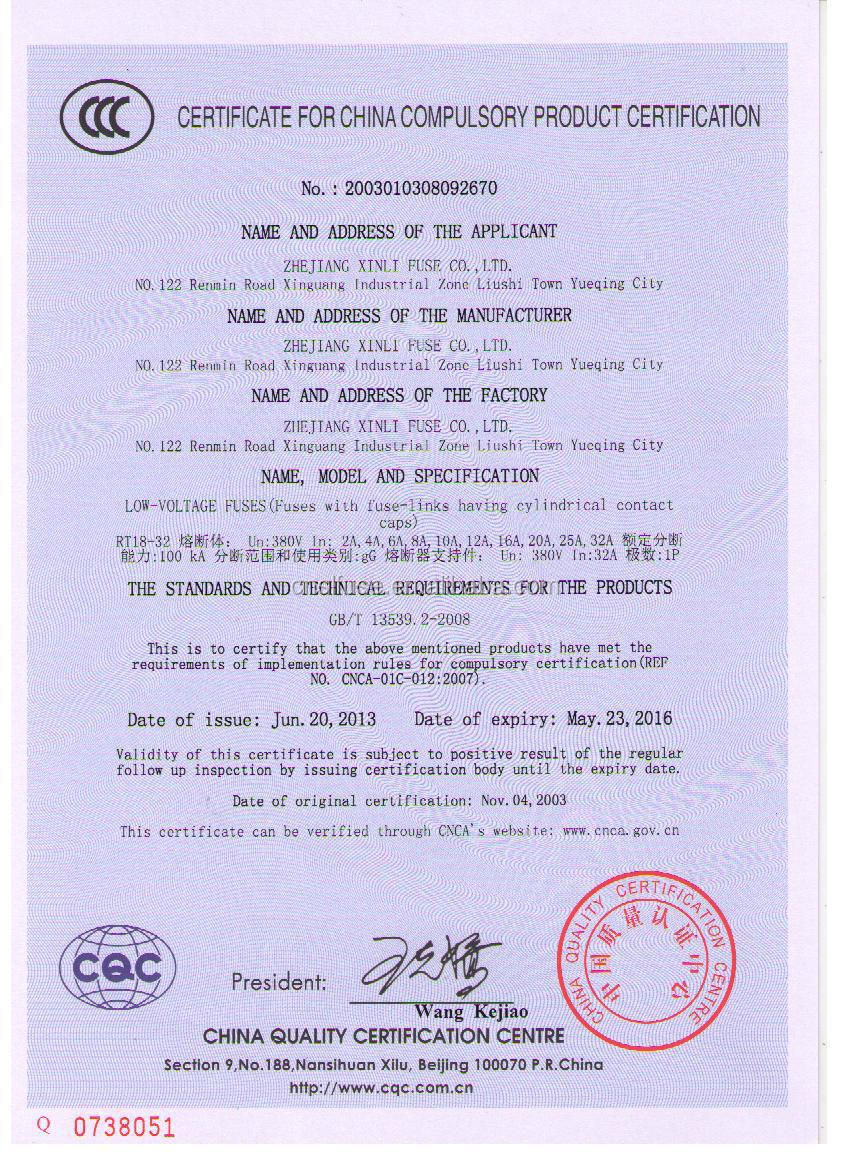 CCC
CERTIFICATE FOR CHINA COMPULSORY PRODUCT CERTIFICATION
No. : 2003010308092670
NAME AND ADDRESS OF THE APPLICANT
ZHEJIANG XINLI FUSE CO.,LTD.
NO.122 Renmin Road Xinguang Industrial Zone Liushi Town Yueqing City
NAME AND ADDRESS OF THE MANUFACTURER
ZHEJIANG XINLI FUSE CO.,LTD.
NO.122 Renmin Road Xinguang Industrial Zone Liushi Town Yueqing City
NAME AND ADDRESS OF THE FACTORY
ZHEJIANG XINLI FUSE CO.,LTD.
NO.122 Renmin Road Xinguang Industrial Zone Liushi Town Yueqing City
NAME, MODEL AND SPECIFICATION
LOW-VOLTAGE FUSES(Fuses with fuse-links having cylindrical contact
caps)
RT18-32 熔断体: Un:380V In: 2A,4A,6A,8A,10A,12A,16A,20A,25A,32A 额定分断
能力:100 kA 分断范围和使用类别:gG 熔断器支持件: Un: 380V In:32A 极数:1P
THE STANDARDS AND TECHNICAL REQUIREMENTS FOR THE PRODUCTS
GB/T 13539.2-2008
This is to certify that the above mentioned products have met the
requirements of implementation rules for compulsory certification(REF
NO. CNCA-01C-012:2007).
Date of issue: Jun.20,2013 Date of expiry: May.23,2016
Validity of this certificate is subject to positive result of the regular
follow up inspection by issuing certification body until the expiry date.
Date of original certification: Nov.04,2003
This certificate can be verified through CNCA's website: www.cnca.gov.cn
CHINA QUALITY CERTIFICATION CENTRE
中国质量认证中心
CQC
President:
Wang Kejiao
CHINA QUALITY CERTIFICATION CENTRE
Section 9,No.188,Nansihuan Xilu, Beijing 100070 P.R.China
http://www.cqc.com.cn
Q 0738051